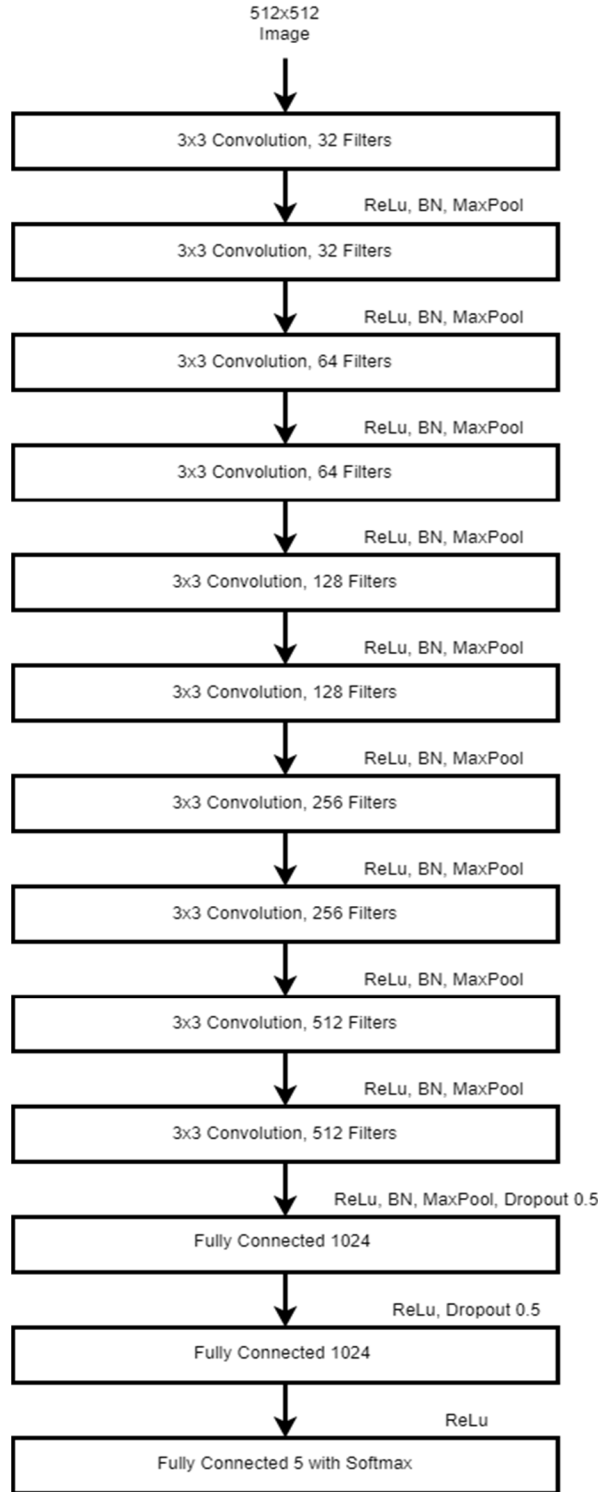 512x512
Image
3x3 Convolution, 32 Filters
ReLu, BN, MaxPool
3x3 Convolution, 32 Filters
ReLu, BN, MaxPool
3x3 Convolution, 64 Filters
ReLu, BN, MaxPool
3x3 Convolution, 64 Filters
ReLu, BN, MaxPool
3x3 Convolution, 128 Filters
ReLu, BN, MaxPool
3x3 Convolution, 128 Filters
ReLu, BN, MaxPool
3x3 Convolution, 256 Filters
ReLu, BN, MaxPool
3x3 Convolution, 256 Filters
ReLu, BN, MaxPool
3x3 Convolution, 512 Filters
ReLu, BN, MaxPool
3x3 Convolution, 512 Filters
ReLu, BN, MaxPool, Dropout 0.5
Fully Connected 1024
ReLu, Dropout 0.5
Fully Connected 1024
ReLu
Fully Connected 5 with Softmax